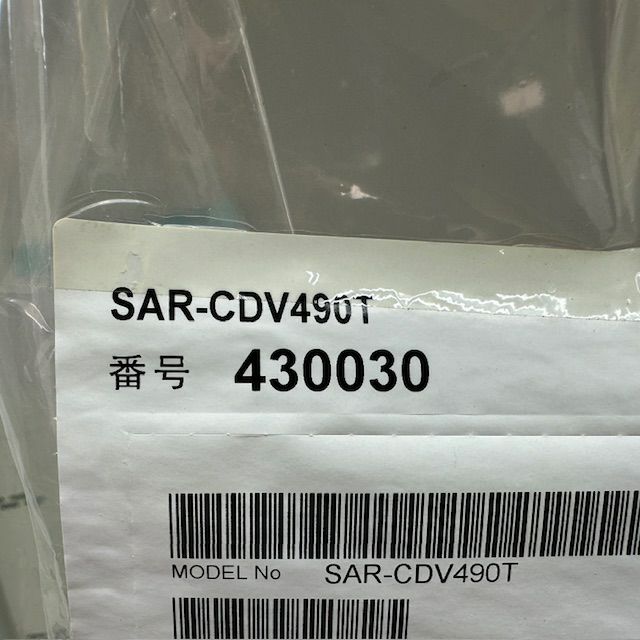 SAR-CDV490T
番号 430030
MODEL No SAR-CDV490T